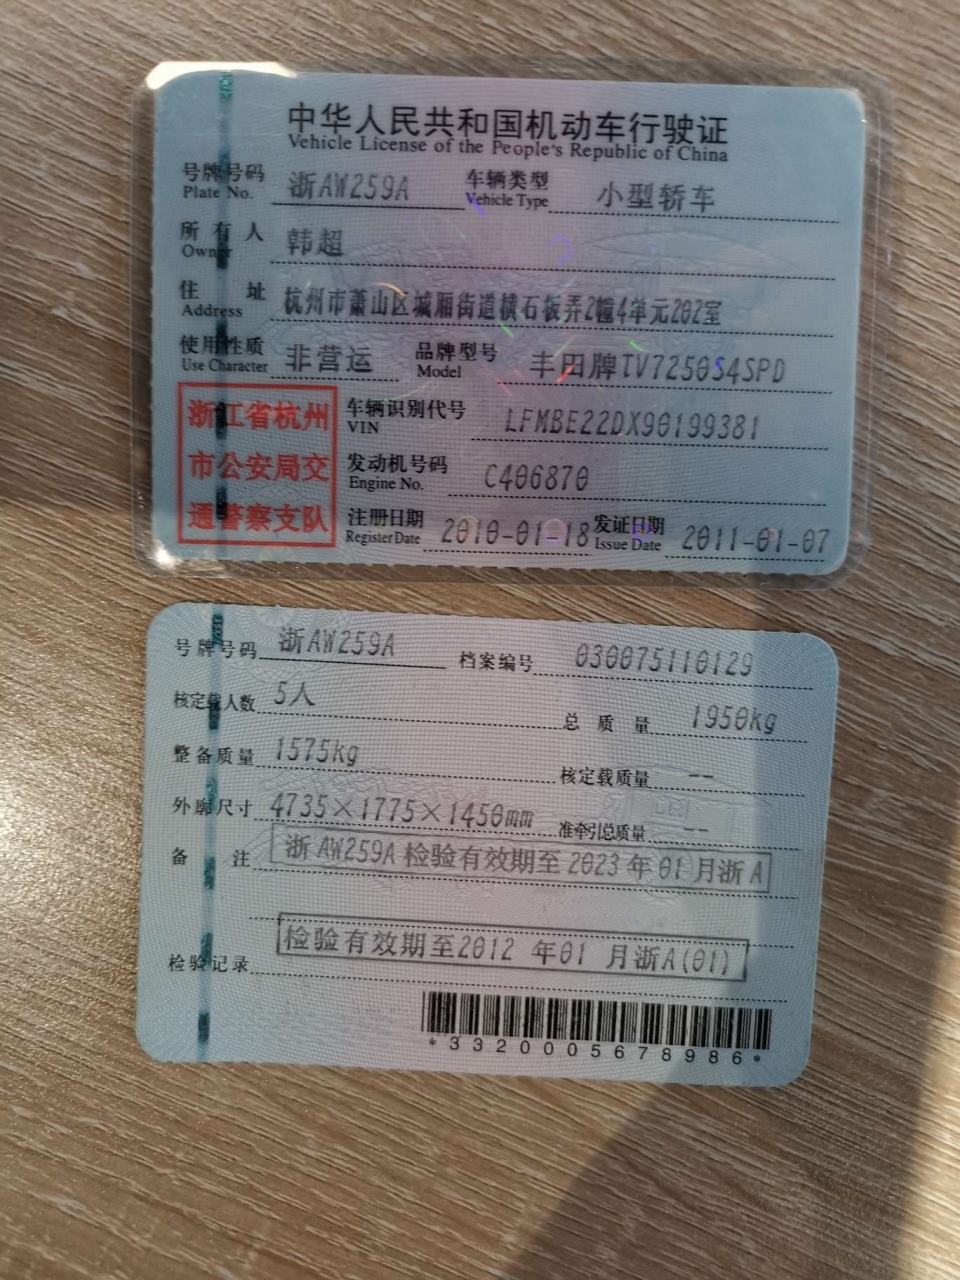 中华人民共和国机动车行驶证
Vehicle License of the People's Republic of China
号牌号码 浙AW259A 车辆类型 小型轿车
Plate No. Vehicle Type
所有人 韩超
Owner
住址 杭州市萧山区城厢街道横石板弄2幢4单元202室
Address
使用性质 非营运 品牌型号 丰田牌TV7250S4SPD
Use Character Model
浙江省杭州
市公安局交
通警察支队
车辆识别代号 LFMBE22DX90199381
VIN
发动机号码 C406870
Engine No.
注册日期 2010-01-18 发证日期 2011-01-07
Register Date Issue Date
号牌号码 浙AW259A 档案编号 030075110129
核定载人数 5人 总质量 1950kg
整备质量 1575kg 核定载质量 --
外廓尺寸 4735×1775×1450mm 准牵引总质量 --
备注 浙AW259A 检验有效期至 2023 年 01 月浙A
检验记录 检验有效期至2012 年01 月浙A(01)
*3320005678986*